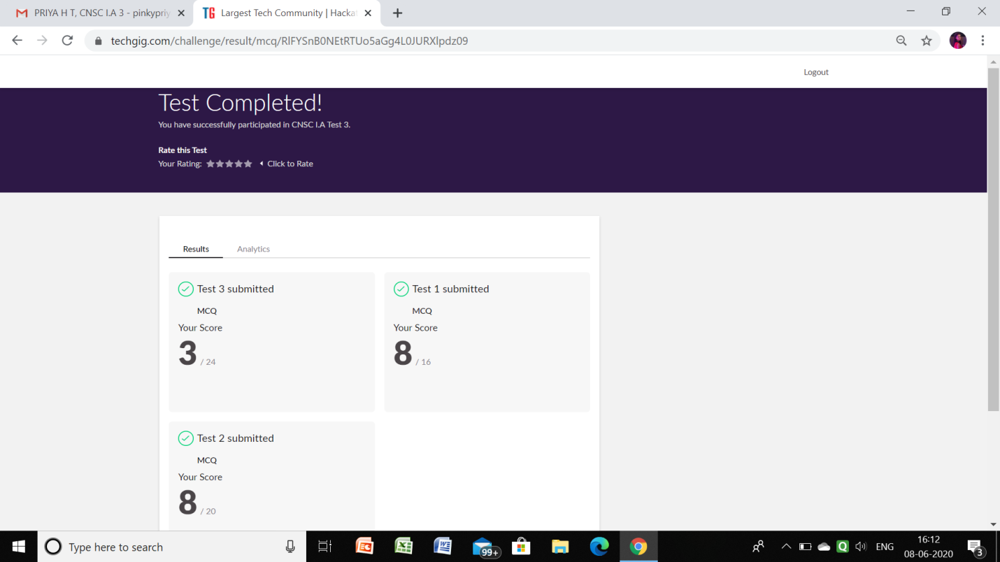 PRIYA H T, CNSC I.A 3 - pinkypriy
TG Largest Tech Community | Hacka
techgig.com/challenge/result/mcq/RlFYSnB0NEtRTUo5aGg4L0JURXlpdz09
Logout
Test Completed!
You have successfully participated in CNSC I.A Test 3.
Rate this Test
Your Rating: Click to Rate
Results Analytics
Test 3 submitted
MCQ
Your Score
3 / 24
Test 1 submitted
MCQ
Your Score
8 / 16
Test 2 submitted
MCQ
Your Score
8 / 20
Type here to search
99+
ENG
16:12
08-06-2020
3